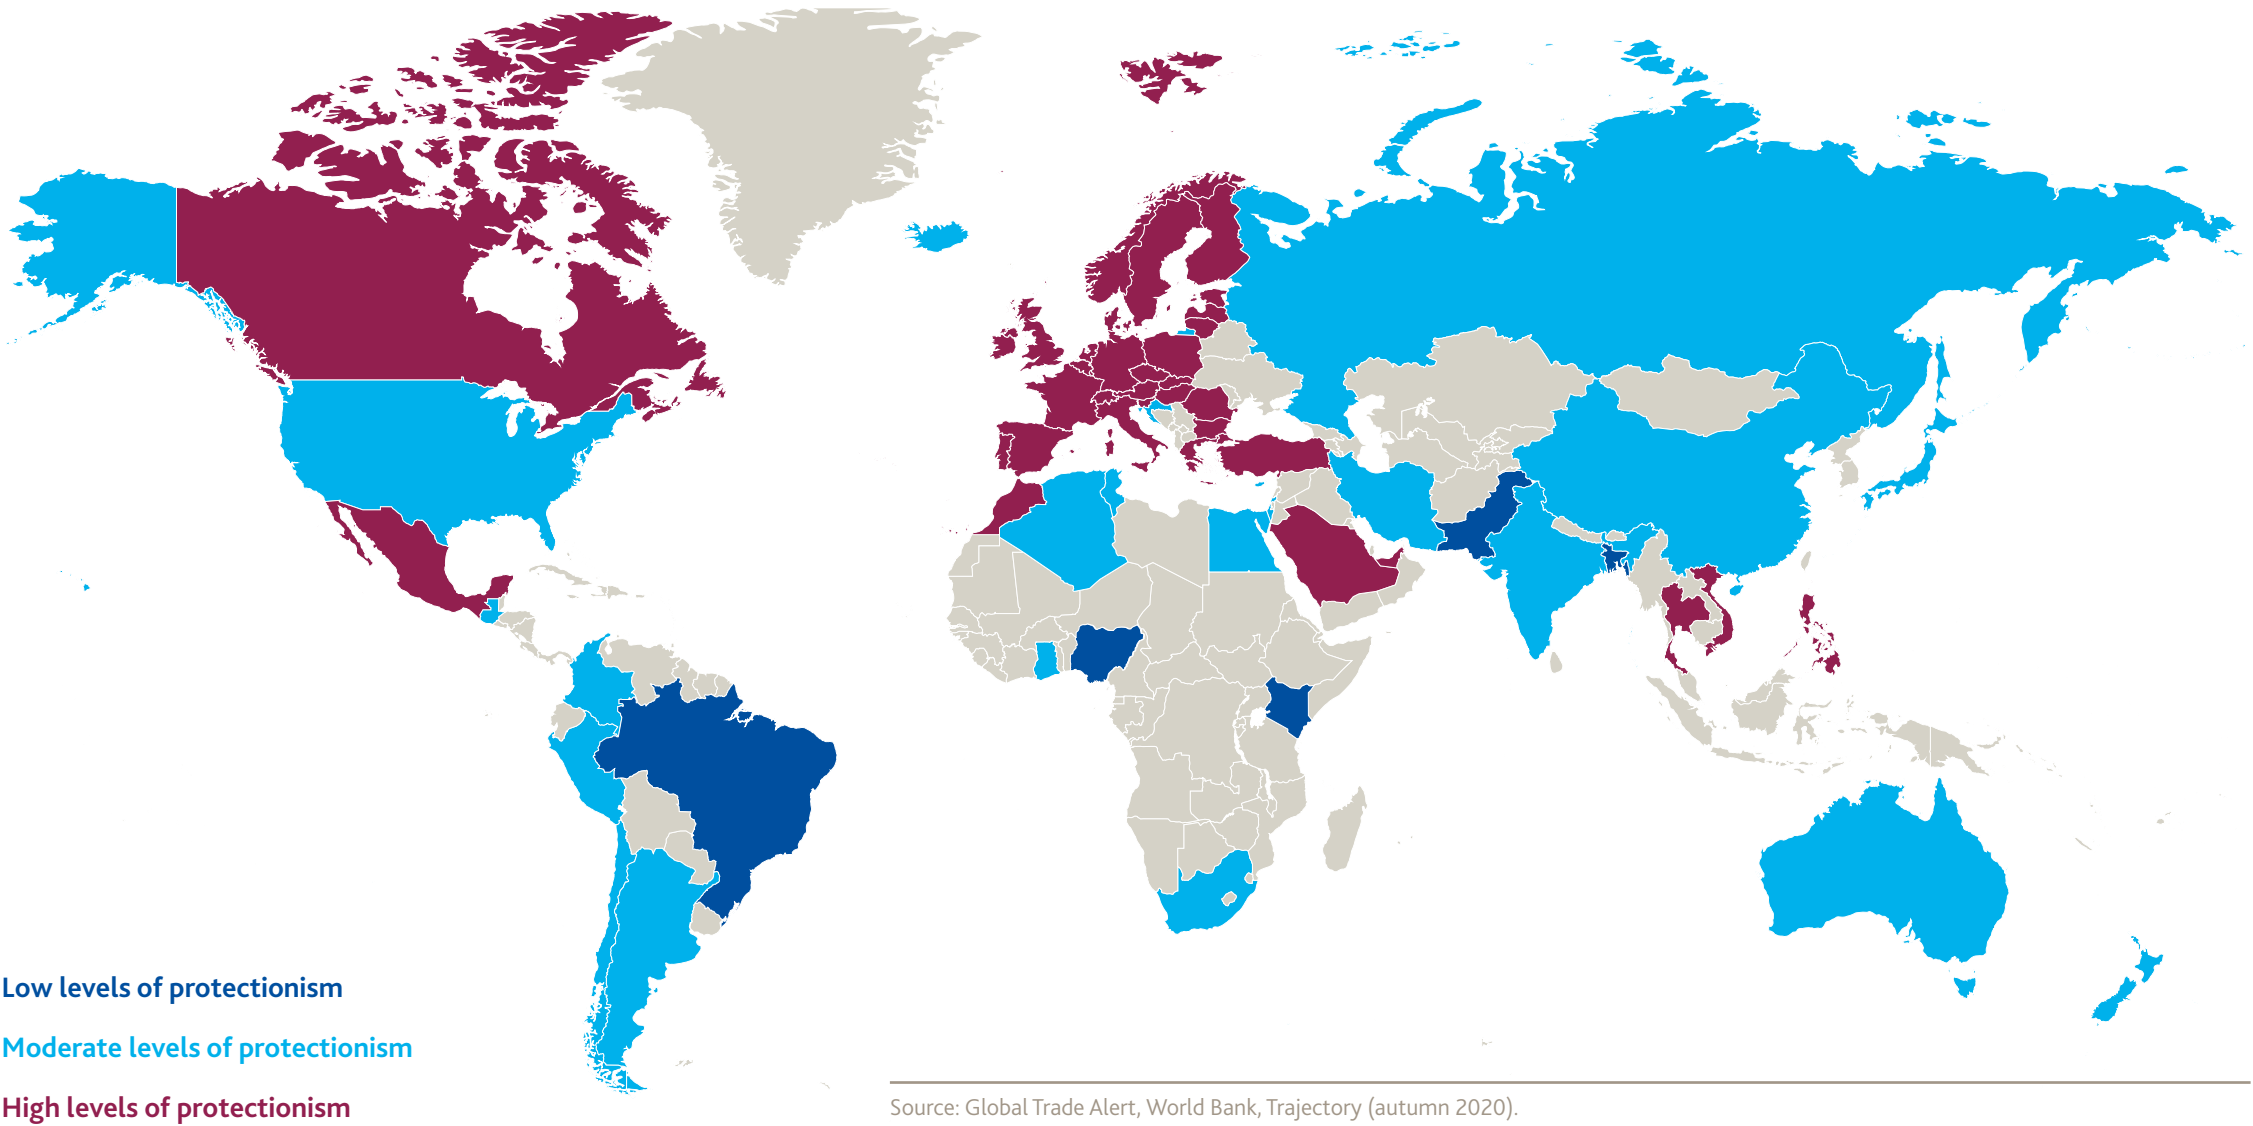 Low levels of protectionism
Moderate levels of protectionism
High levels of protectionism
Source: Global Trade Alert, World Bank, Trajectory (autumn 2020).